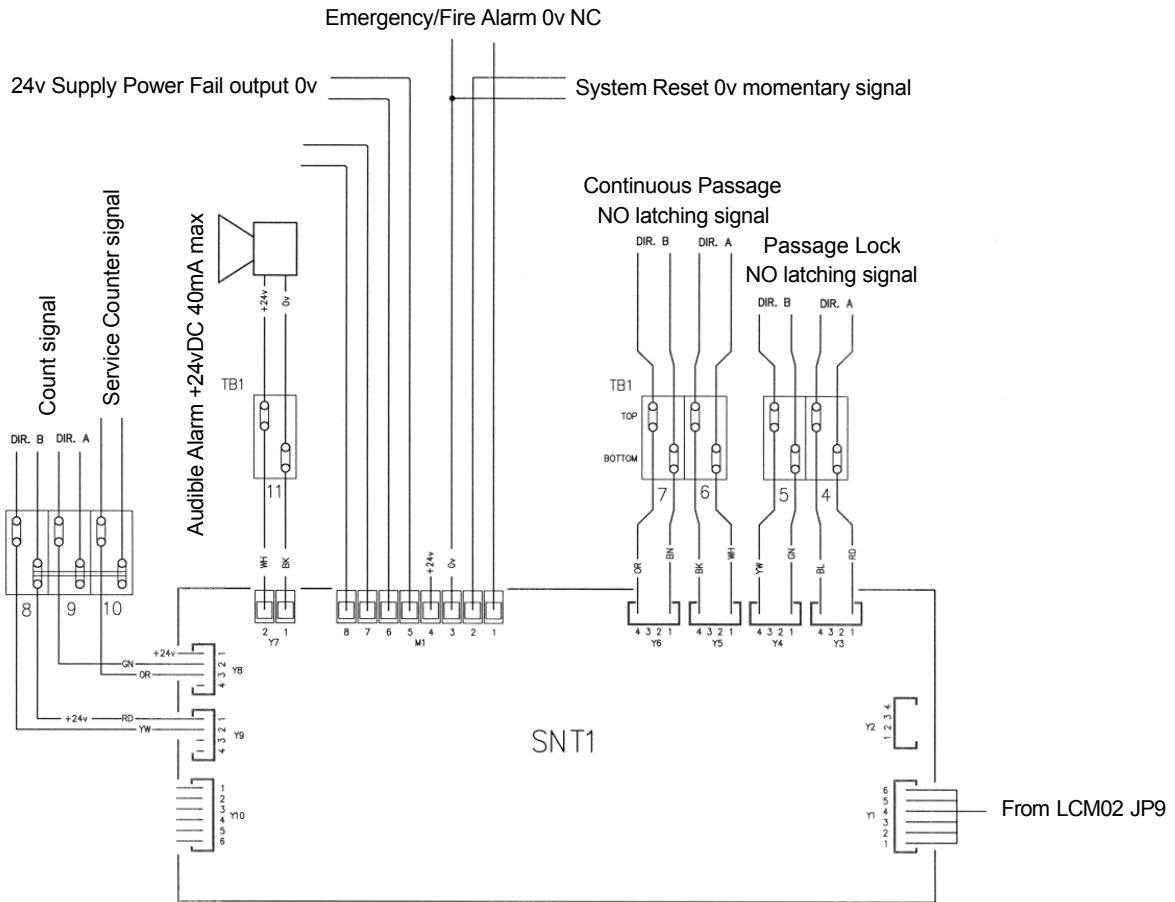 Emergency/Fire Alarm 0v NC
24v Supply Power Fail output 0v
System Reset 0v momentary signal
Continuous Passage
NO latching signal
DIR. B DIR. A
Passage Lock
NO latching signal
DIR. B DIR. A
Count signal
Service Counter signal
Audible Alarm +24vDC 40mA max
+24v
0v
TB1
11
WH
BK
DIR. B DIR. A
8 9 10
TB1
TOP
BOTTOM
7 6 5 4
OR
BN
BK
WH
YW
GN
BL
RD
+24v
0v
2 1
Y7
8 7 6 5 4 3 2 1
M1
4 3 2 1
Y6
4 3 2 1
Y5
4 3 2 1
Y4
4 3 2 1
Y3
+24v
GN
OR
1
2
3
4
Y8
+24v RD
YW
1
2
3
4
Y9
1
2
3
4
5
6
Y10
SNT1
Y2
1 2 3 4
Y1
6
5
4
3
2
1
From LCM02 JP9